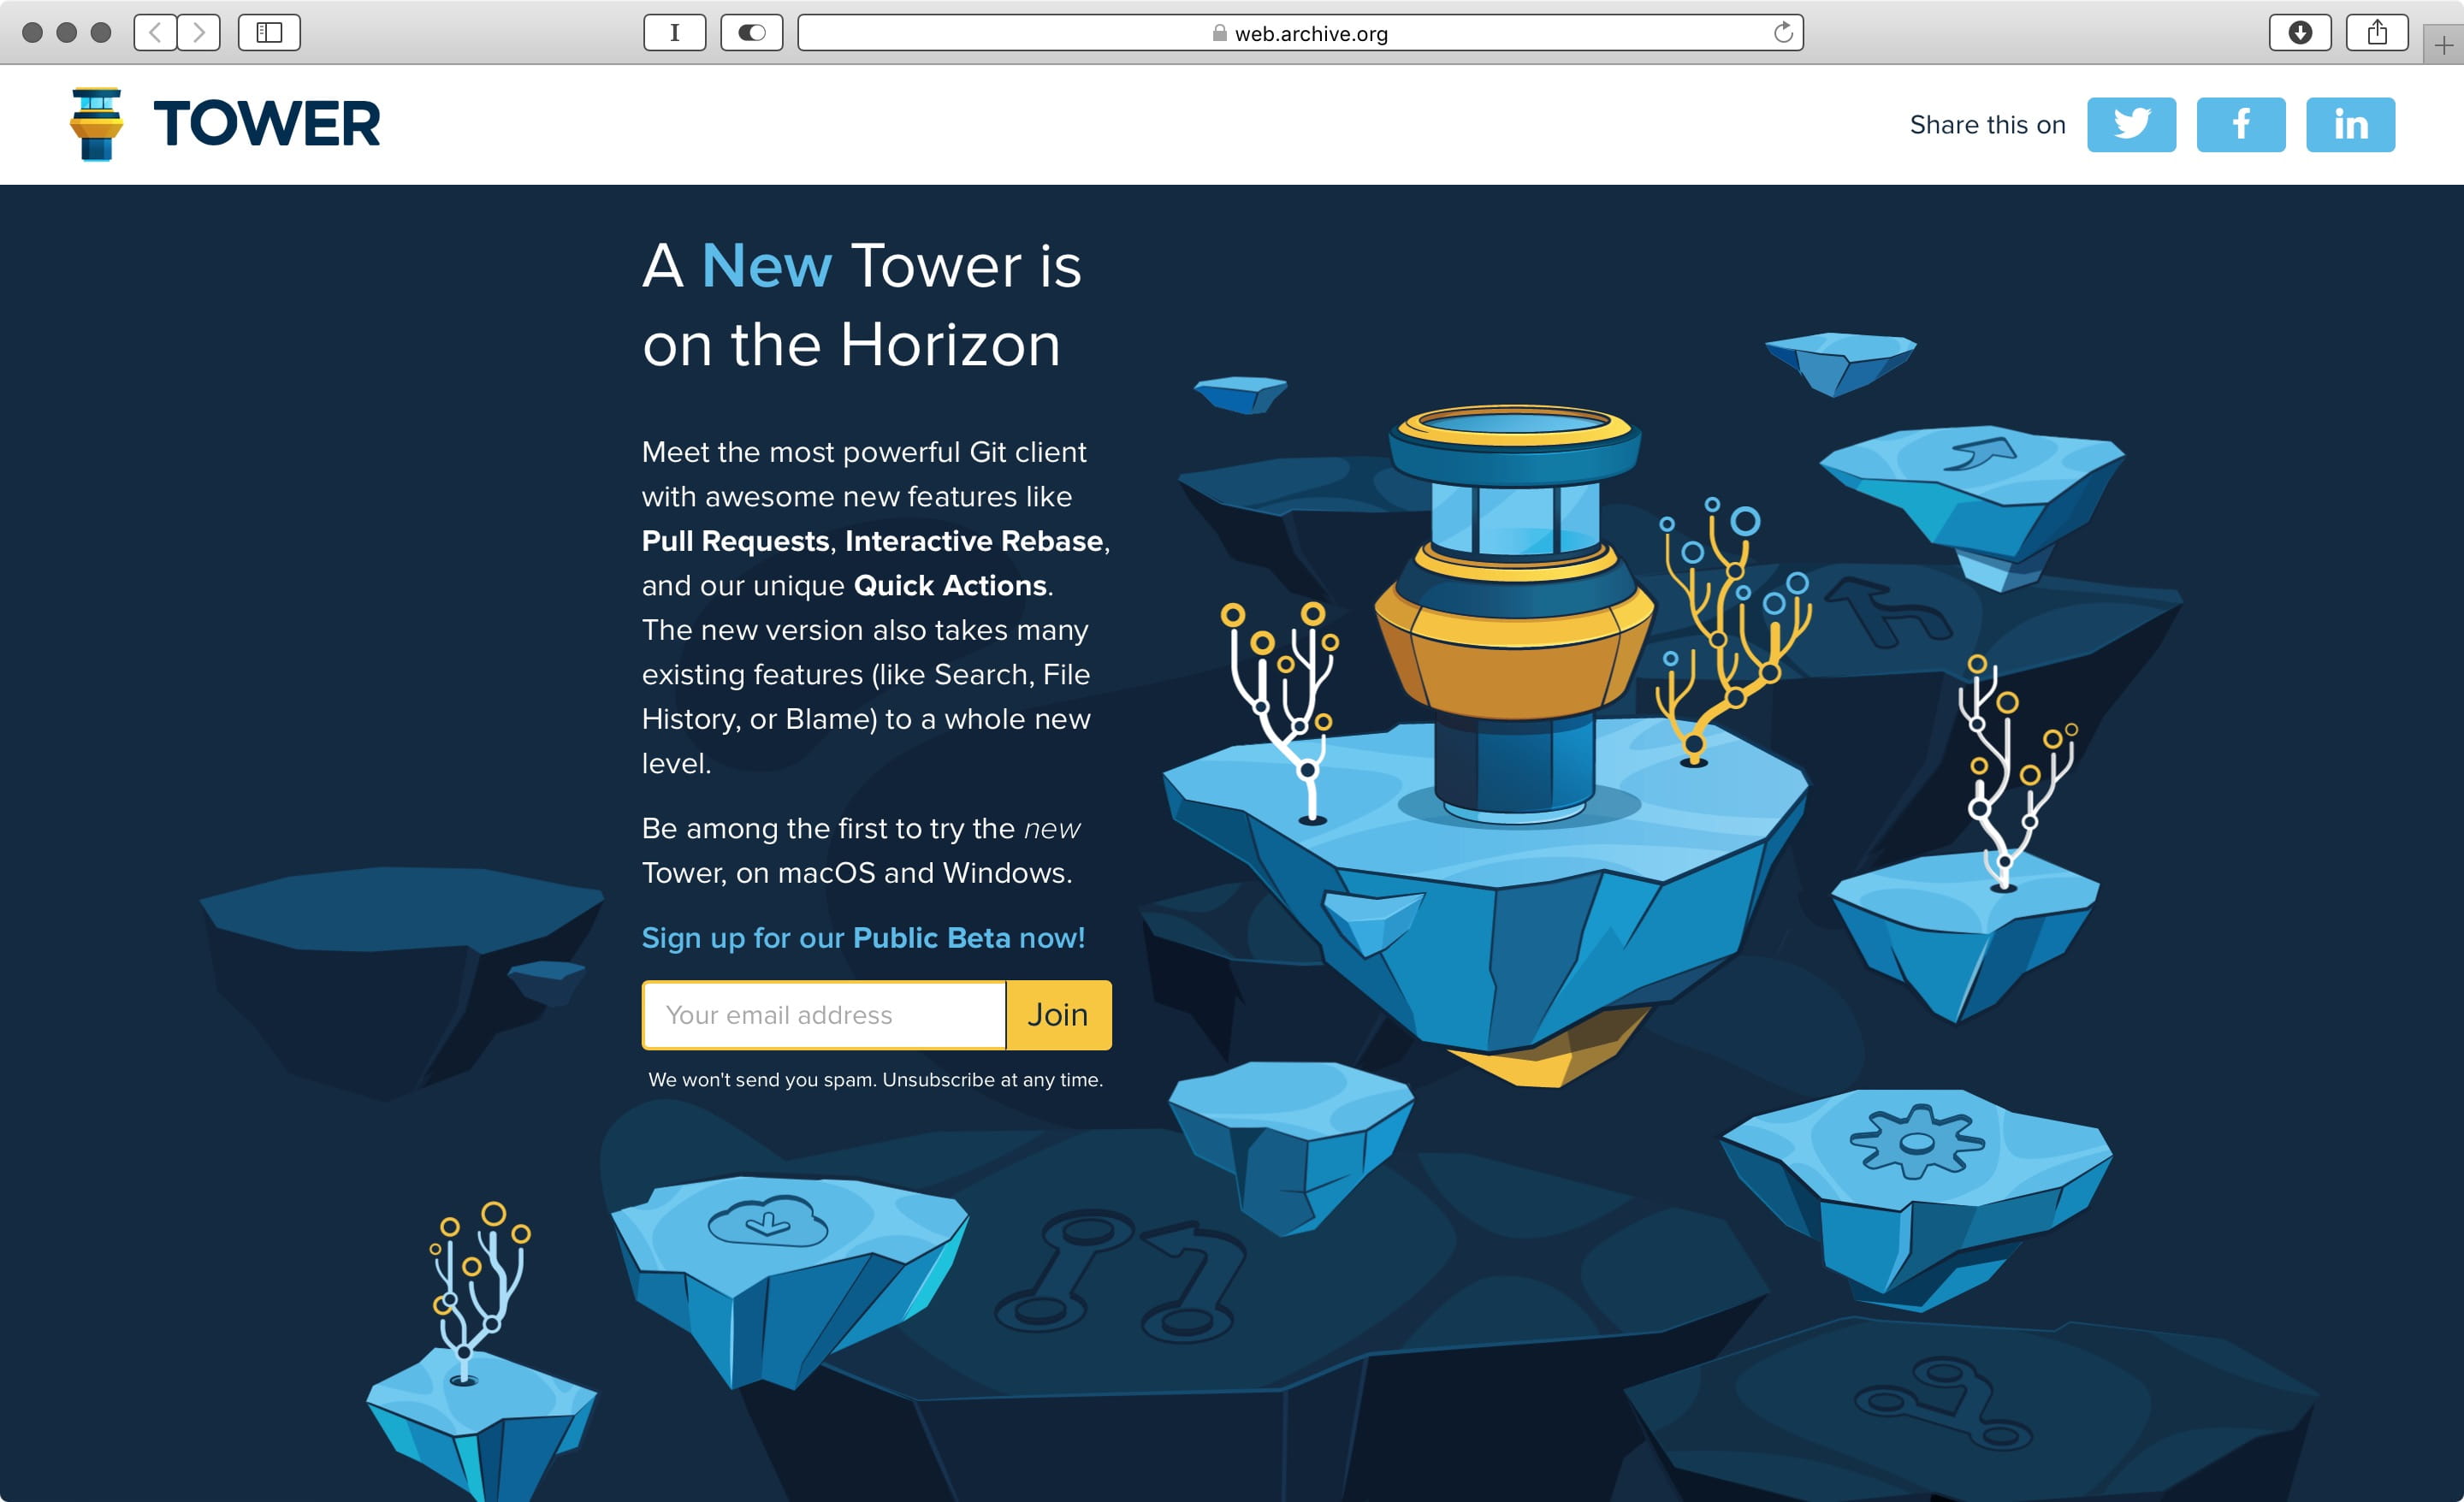 web.archive.org
TOWER
Share this on
A New Tower is
on the Horizon
Meet the most powerful Git client
with awesome new features like
Pull Requests, Interactive Rebase,
and our unique Quick Actions.
The new version also takes many
existing features (like Search, File
History, or Blame) to a whole new
level.
Be among the first to try the new
Tower, on macOS and Windows.
Sign up for our Public Beta now!
Your email address
Join
We won't send you spam. Unsubscribe at any time.